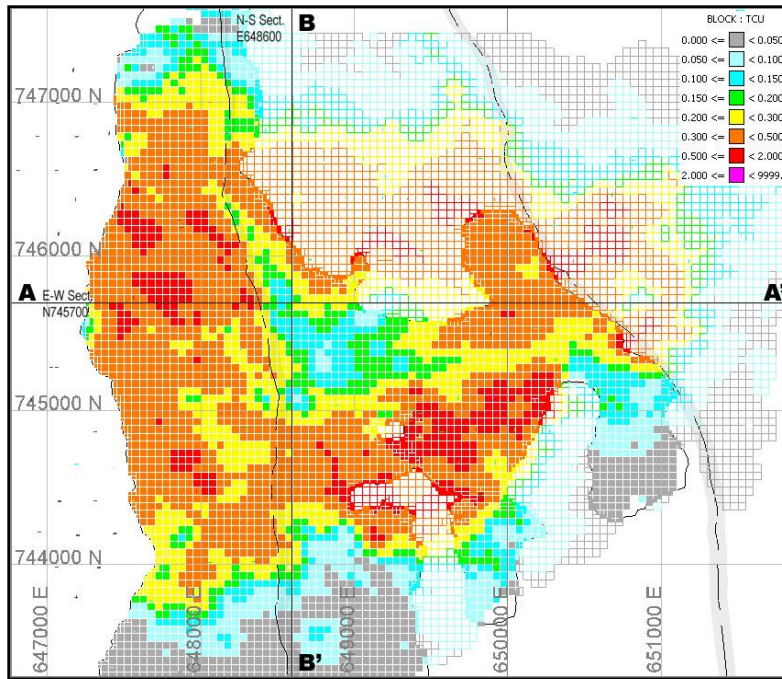 N-S Sect.
E648600
B
BLOCK : TCU
0.000 <= < 0.050
0.050 <= < 0.100
0.100 <= < 0.150
0.150 <= < 0.200
0.200 <= < 0.300
0.300 <= < 0.500
0.500 <= < 2.000
2.000 <= < 9999.
747000 N
746000 N
A
E-W Sect.
N745700
A'
745000 N
744000 N
647000 E
648000 E
649000 E
650000 E
651000 E
B'